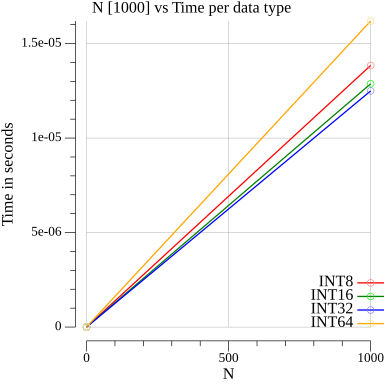 N [1000] vs Time per data type
1.5e-05
1e-05
5e-06
0
Time in seconds
0
500
1000
N
INT8
INT16
INT32
INT64